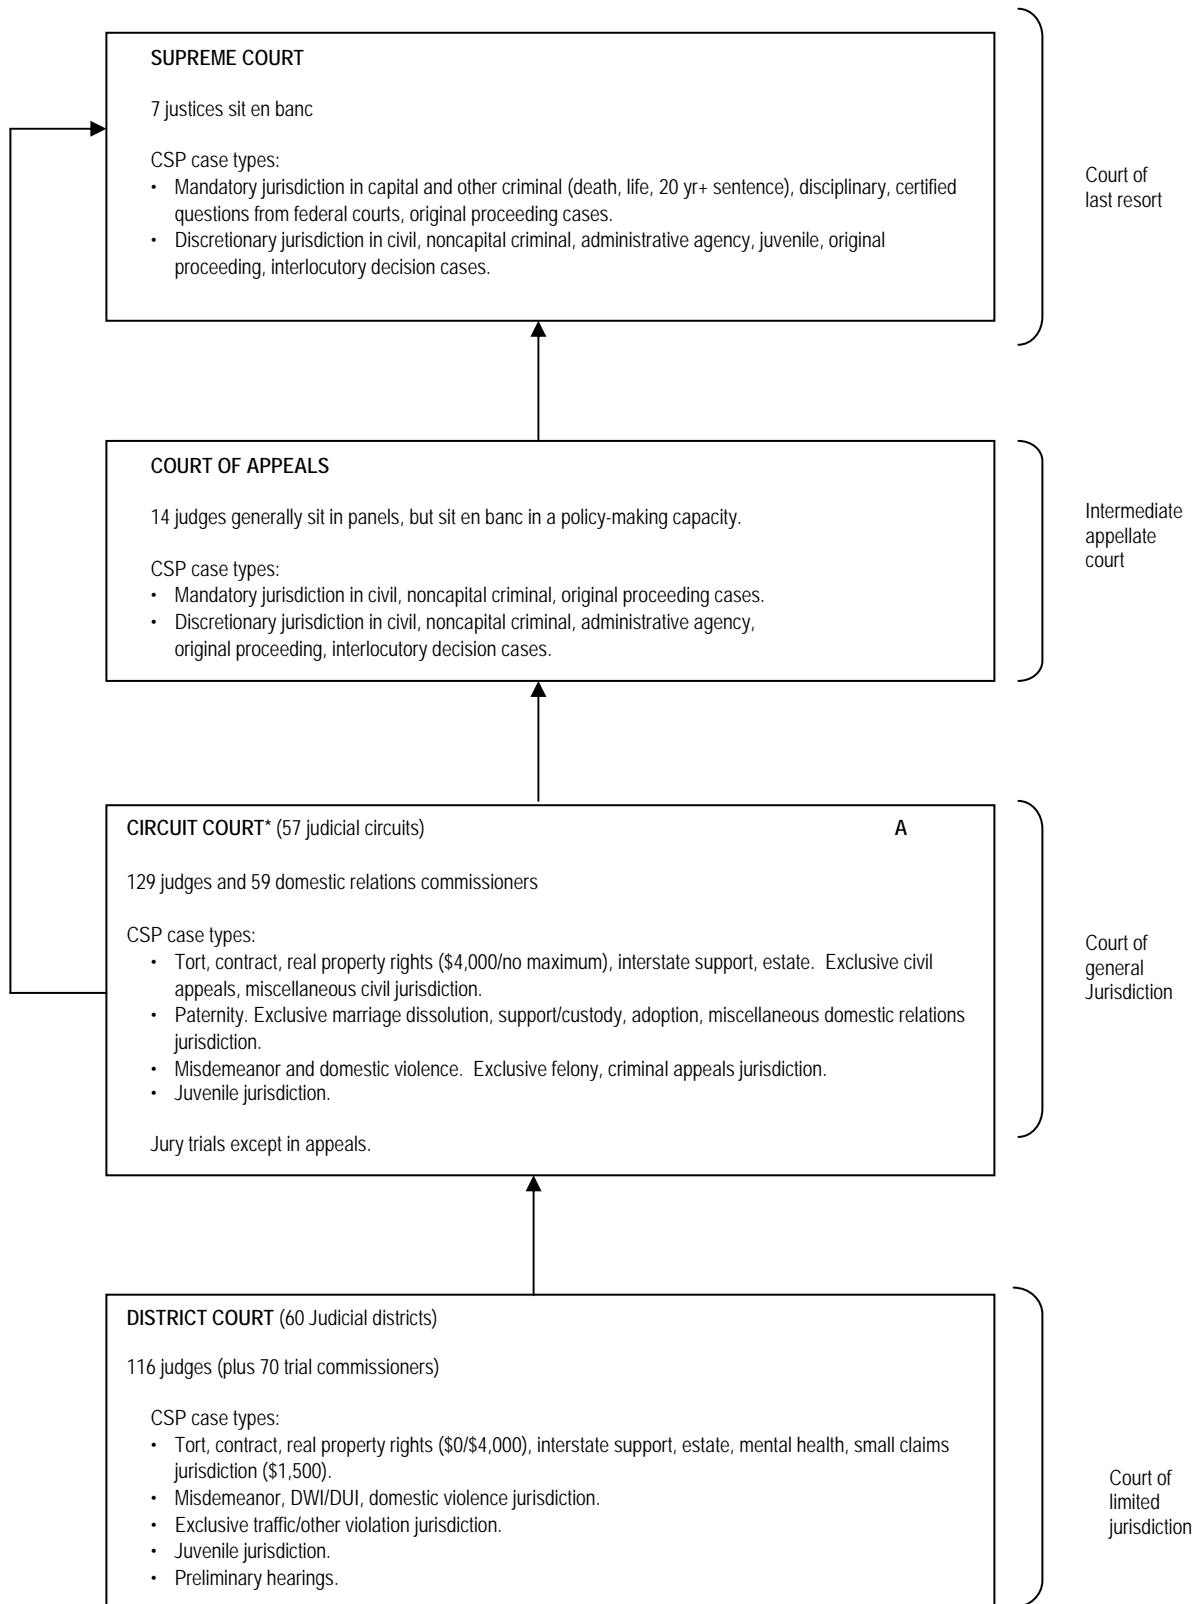 SUPREME COURT
7 justices sit en banc
CSP case types:
• Mandatory jurisdiction in capital and other criminal (death, life, 20 yr+ sentence), disciplinary, certified
questions from federal courts, original proceeding cases.
• Discretionary jurisdiction in civil, noncapital criminal, administrative agency, juvenile, original
proceeding, interlocutory decision cases.
Court of
last resort
COURT OF APPEALS
14 judges generally sit in panels, but sit en banc in a policy-making capacity.
CSP case types:
• Mandatory jurisdiction in civil, noncapital criminal, original proceeding cases.
• Discretionary jurisdiction in civil, noncapital criminal, administrative agency,
original proceeding, interlocutory decision cases.
Intermediate
appellate
court
CIRCUIT COURT* (57 judicial circuits) A
129 judges and 59 domestic relations commissioners
CSP case types:
• Tort, contract, real property rights ($4,000/no maximum), interstate support, estate. Exclusive civil
appeals, miscellaneous civil jurisdiction.
• Paternity. Exclusive marriage dissolution, support/custody, adoption, miscellaneous domestic relations
jurisdiction.
• Misdemeanor and domestic violence. Exclusive felony, criminal appeals jurisdiction.
• Juvenile jurisdiction.
Jury trials except in appeals.
Court of
general
Jurisdiction
DISTRICT COURT (60 Judicial districts)
116 judges (plus 70 trial commissioners)
CSP case types:
• Tort, contract, real property rights ($0/$4,000), interstate support, estate, mental health, small claims
jurisdiction ($1,500).
• Misdemeanor, DWI/DUI, domestic violence jurisdiction.
• Exclusive traffic/other violation jurisdiction.
• Juvenile jurisdiction.
• Preliminary hearings.
Court of
limited
jurisdiction